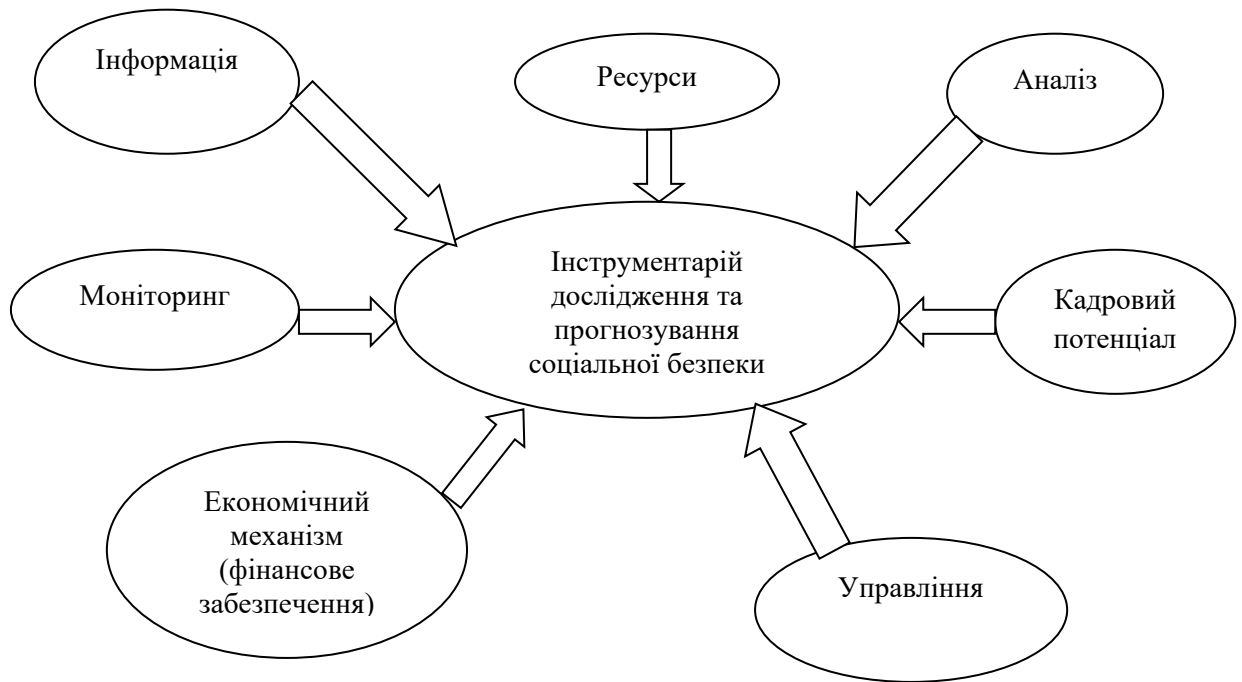 Інформація
Ресурси
Аналіз
Моніторинг
Інструментарій
дослідження та
прогнозування
соціальної безпеки
Кадровий
потенціал
Економічний
механізм
(фінансове
забезпечення)
Управління